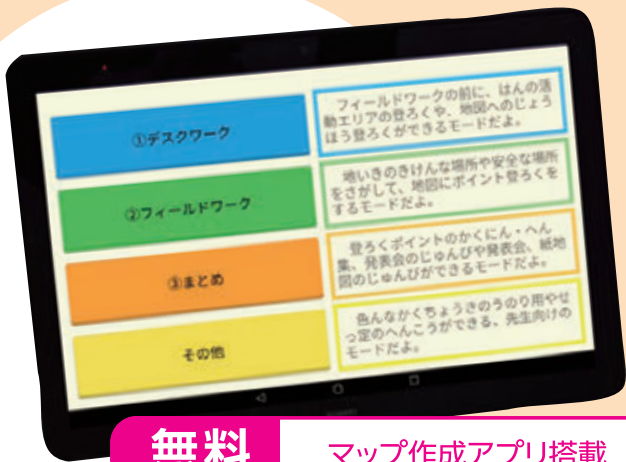 ①デスクワーク
フィールドワークの前に、はんの活
動エリアの登ろくや、地図へのじょう
ほう登ろくができるモードだよ。
②フィールドワーク
地いきのきけんな場所や安全な場所
をさがして、地図にポイント登ろくを
するモードだよ。
③まとめ
登ろくポイントのかくにん・へん
集、発表会のじゅんびや発表会、紙地
図のじゅんびができるモードだよ。
その他
色んなかくちょうきのうのり用やせ
っ定のへんこうができる、先生向けの
モードだよ。
無料
マップ作成アプリ搭載